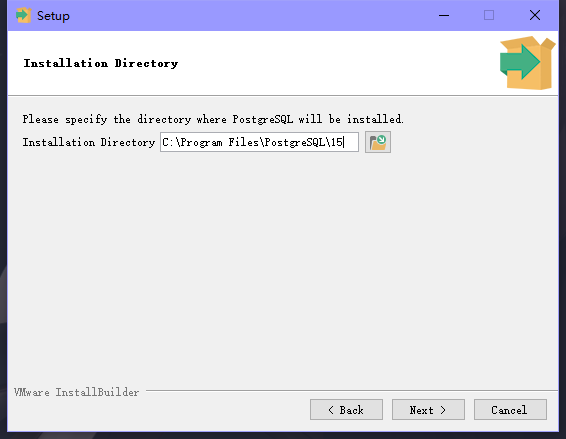 Setup
Installation Directory
Please specify the directory where PostgreSQL will be installed.
Installation Directory C:\Program Files\PostgreSQL\15
VMware InstallBuilder
< Back Next > Cancel